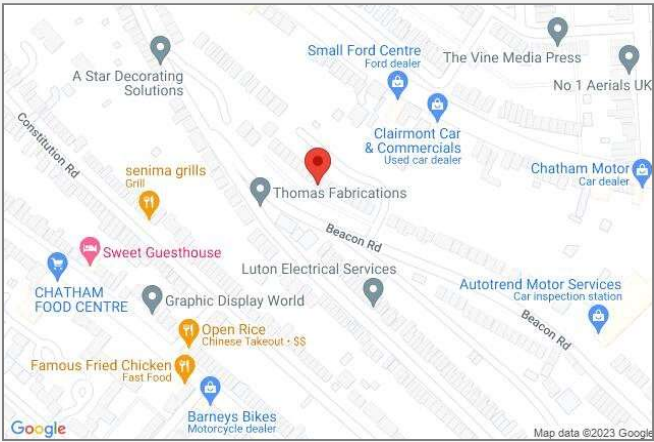 Small Ford Centre
Ford dealer
The Vine Media Press
A Star Decorating
Solutions
No 1 Aerials UK
Constitution Rd
Clairmont Car
& Commercials
Used car dealer
senima grills
Grill
Chatham Motor
Car dealer
Thomas Fabrications
Beacon Rd
Sweet Guesthouse
Luton Electrical Services
CHATHAM
FOOD CENTRE
Graphic Display World
Autotrend Motor Services
Car inspection station
Beacon Rd
Open Rice
Chinese Takeout • $$
Famous Fried Chicken
Fast Food
Barneys Bikes
Motorcycle dealer
Google
Map data ©2023 Google